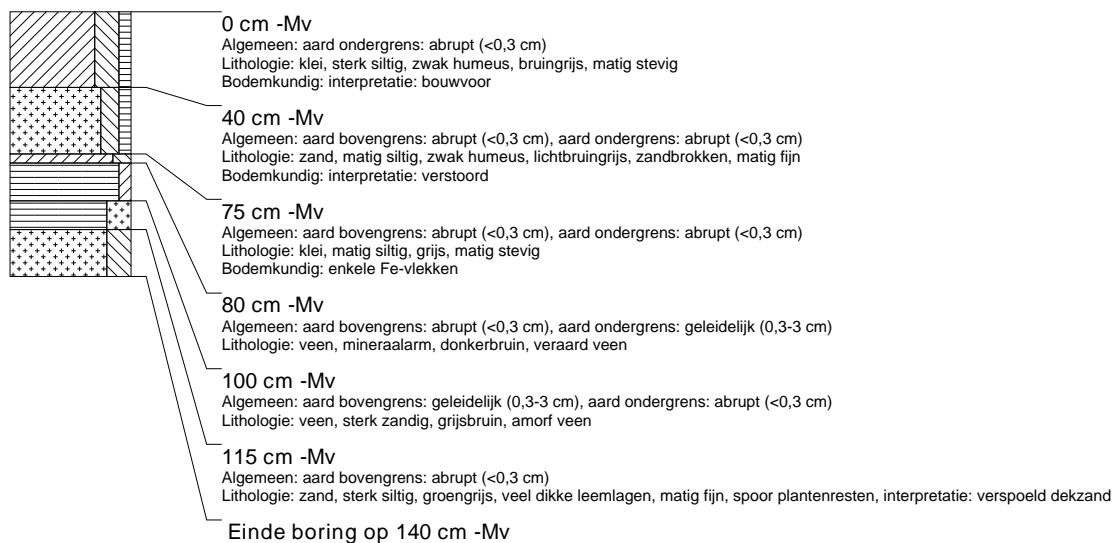 0 cm -Mv
Algemeen: aard ondergrens: abrupt (<0,3 cm)
Lithologie: klei, sterk siltig, zwak humeus, bruingrijs, matig stevig
Bodemkundig: interpretatie: bouwvoor
40 cm -Mv
Algemeen: aard bovengrens: abrupt (<0,3 cm), aard ondergrens: abrupt (<0,3 cm)
Lithologie: zand, matig siltig, zwak humeus, lichtbruingrijs, zandbrokken, matig fijn
Bodemkundig: interpretatie: verstoord
75 cm -Mv
Algemeen: aard bovengrens: abrupt (<0,3 cm), aard ondergrens: abrupt (<0,3 cm)
Lithologie: klei, matig siltig, grijs, matig stevig
Bodemkundig: enkele Fe-vlekken
80 cm -Mv
Algemeen: aard bovengrens: abrupt (<0,3 cm), aard ondergrens: geleidelijk (0,3-3 cm)
Lithologie: veen, mineraalarm, donkerbruin, veraard veen
100 cm -Mv
Algemeen: aard bovengrens: geleidelijk (0,3-3 cm), aard ondergrens: abrupt (<0,3 cm)
Lithologie: veen, sterk zandig, grijsbruin, amorf veen
115 cm -Mv
Algemeen: aard bovengrens: abrupt (<0,3 cm)
Lithologie: zand, sterk siltig, groengrijs, veel dikke leemlagen, matig fijn, spoor plantenresten, interpretatie: verspoeld dekzand
Einde boring op 140 cm -Mv